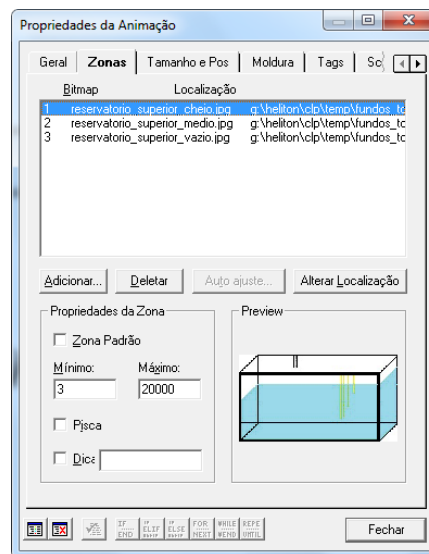 Propriedades da Animação
Geral Zonas Tamanho e Pos Moldura Tags Sc
Bitmap Localização
1 reservatorio_superior_cheio.jpg g:\heliton\clp\temp\fundos_to
2 reservatorio_superior_medio.jpg g:\heliton\clp\temp\fundos_to
3 reservatorio_superior_vazio.jpg g:\heliton\clp\temp\fundos_to
Adicionar... Deletar Auto ajuste... Alterar Localização
Propriedades da Zona Preview
Zona Padrão
Mínimo: Máximo:
3 20000
Pisca
Dica
IF END IF ELIF ELSE FOR NEXT WHILE WEND REPE UNTIL
Fechar